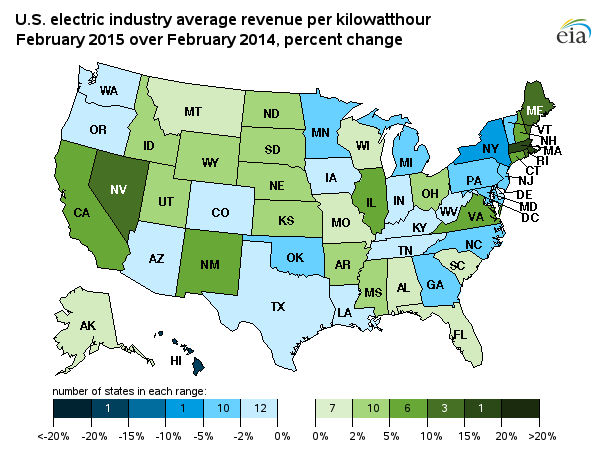 U.S. electric industry average revenue per kilowatthour
February 2015 over February 2014, percent change
eia
WA
MT
ND
ME
OR
MN
VT
ID
SD
WI
NY
NH
WY
MI
MA
RI
NE
IA
PA
CT
NV
NJ
UT
IL
IN
OH
DE
CA
CO
WV
MD
KS
MO
KY
VA
DC
NC
TN
AZ
NM
OK
AR
SC
MS
AL
GA
TX
LA
AK
FL
HI
number of states in each range:
1 1 10 12 7 10 6 3 1
<-20% -20% -15% -10% -5% -2% 0% 0% 2% 5% 10% 15% 20% >20%